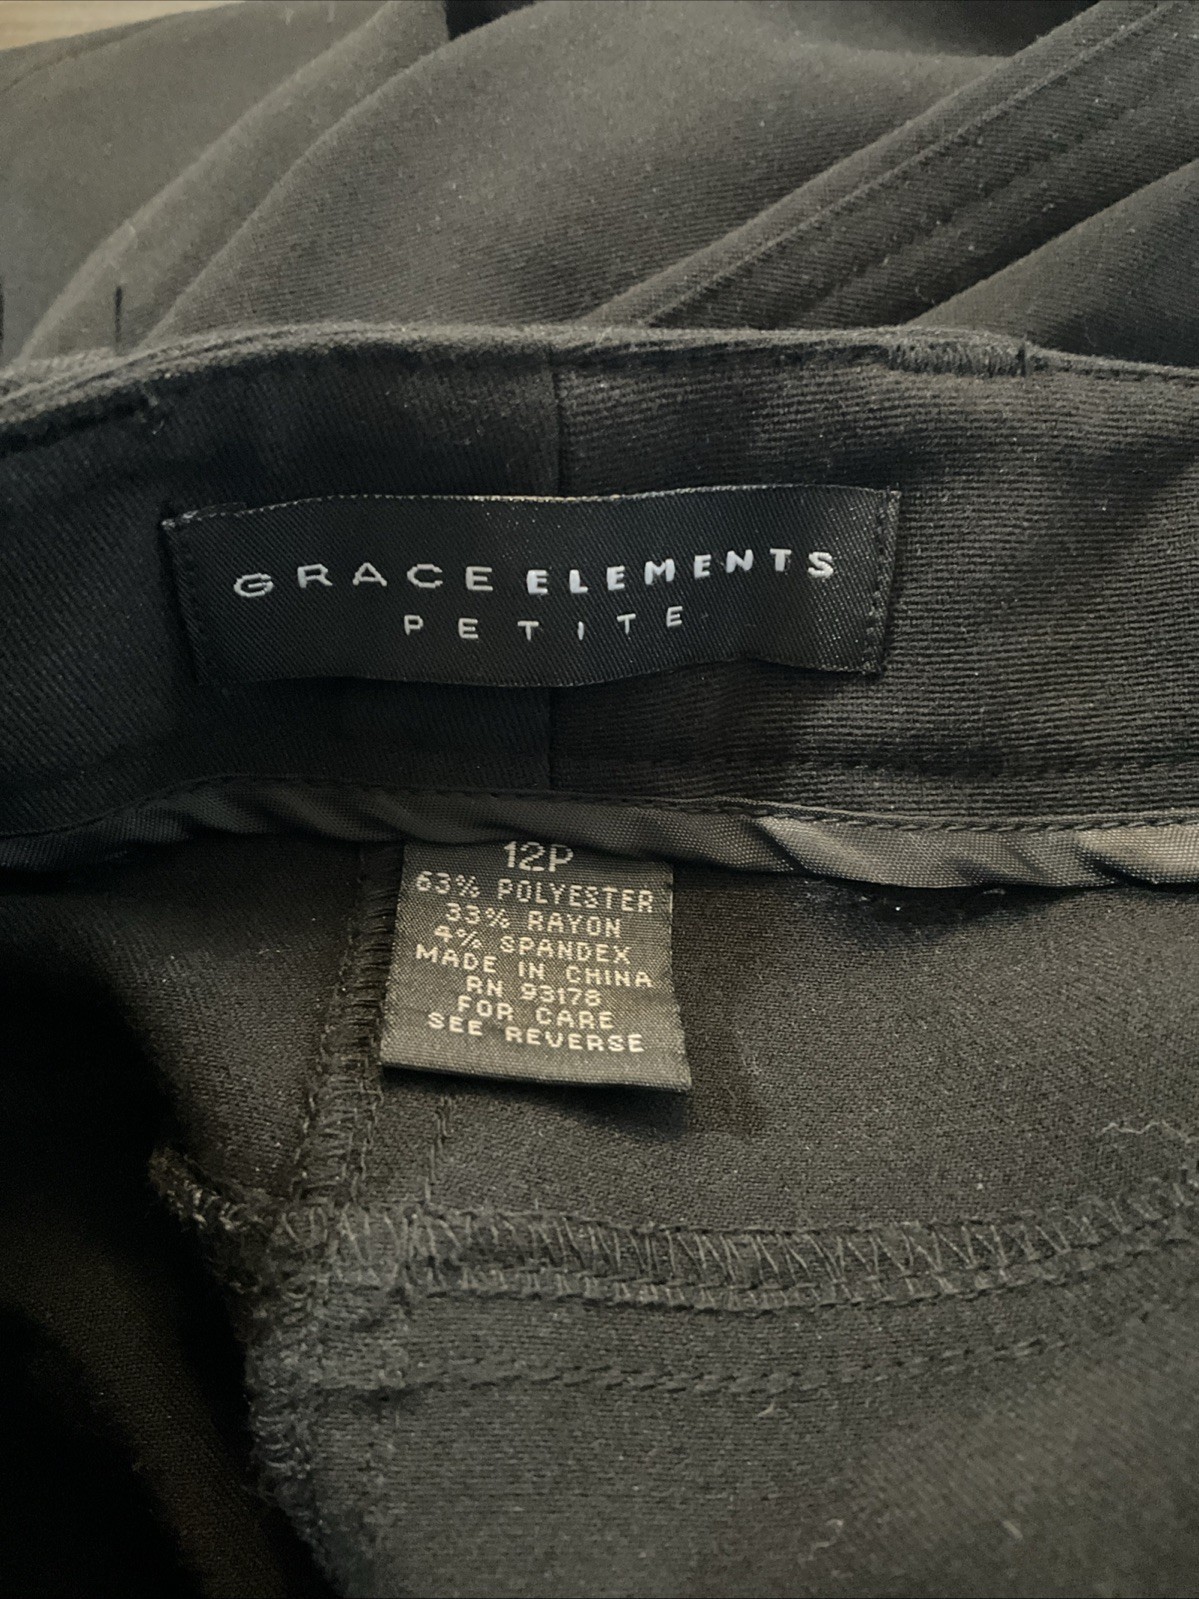 GRACE ELEMENTS
PETITE
12P
63% POLYESTER
33% RAYON
4% SPANDEX
MADE IN CHINA
RN 93178
FOR CARE
SEE REVERSE